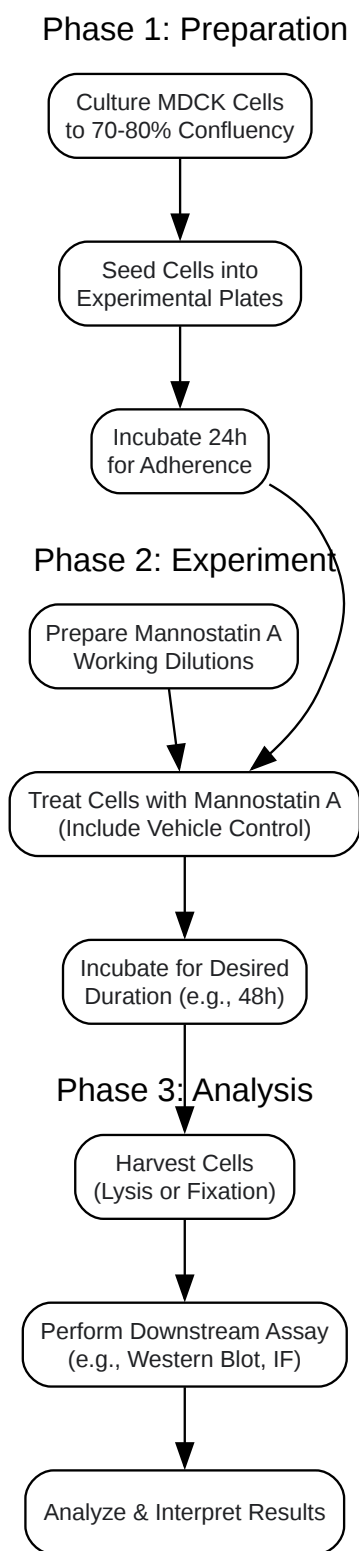 Phase 1: Preparation
Culture MDCK Cells
to 70-80% Confluency
Seed Cells into
Experimental Plates
Incubate 24h
for Adherence
Phase 2: Experiment
Prepare Mannostatin A
Working Dilutions
Treat Cells with Mannostatin A
(Include Vehicle Control)
Incubate for Desired
Duration (e.g., 48h)
Phase 3: Analysis
Harvest Cells
(Lysis or Fixation)
Perform Downstream Assay
(e.g., Western Blot, IF)
Analyze & Interpret Results